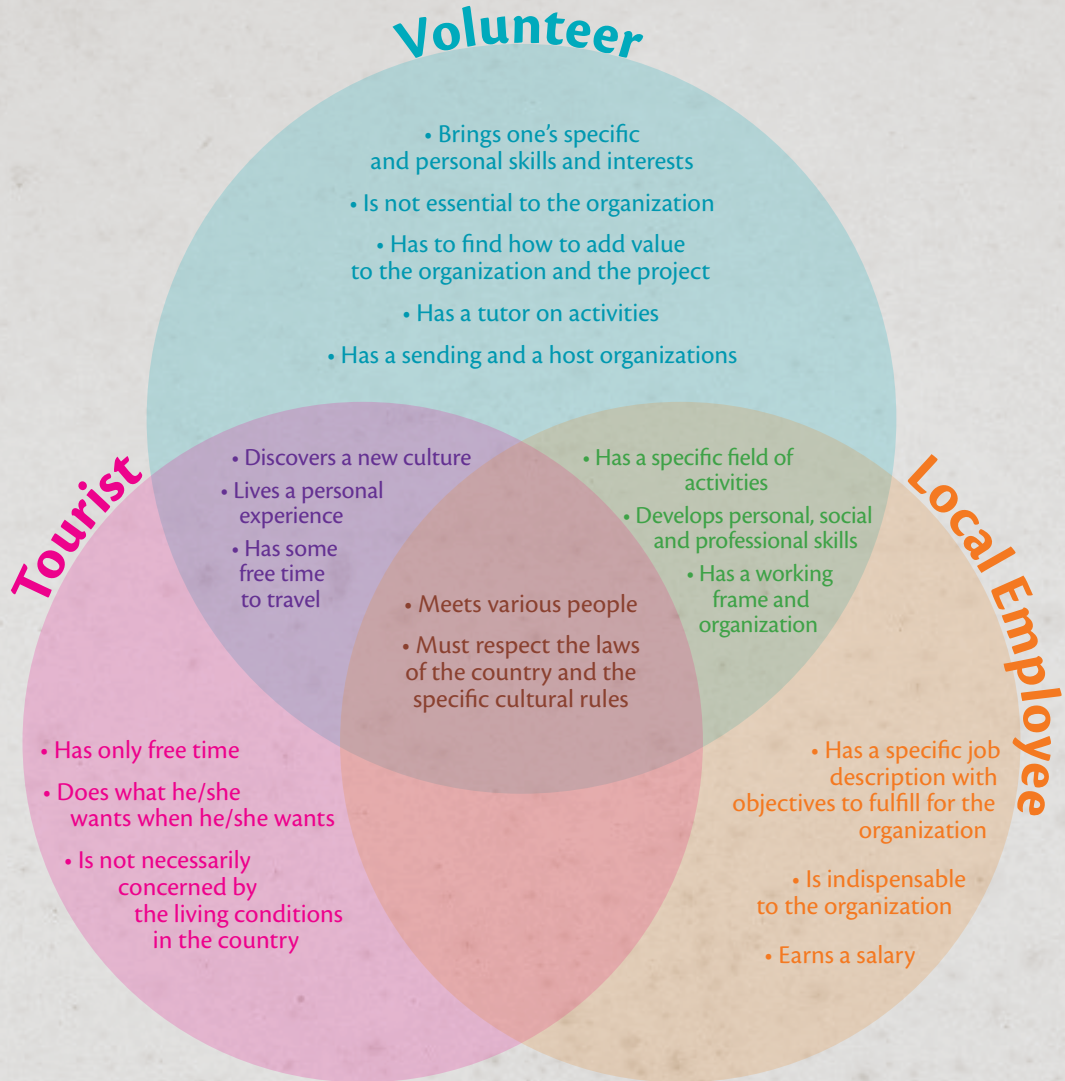 Volunteer
• Brings one's specific
and personal skills and interests
• Is not essential to the organization
• Has to find how to add value
to the organization and the project
• Has a tutor on activities
• Has a sending and a host organizations
Tourist
• Discovers a new culture
• Lives a personal
experience
• Has some
free time
to travel
• Has a specific field of
activities
• Develops personal, social
and professional skills
• Has a working
frame and
organization
Local Employee
• Meets various people
• Must respect the laws
of the country and the
specific cultural rules
• Has only free time
• Does what he/she
wants when he/she wants
• Is not necessarily
concerned by
the living conditions
in the country
• Has a specific job
description with
objectives to fulfill for the
organization
• Is indispensable
to the organization
• Earns a salary